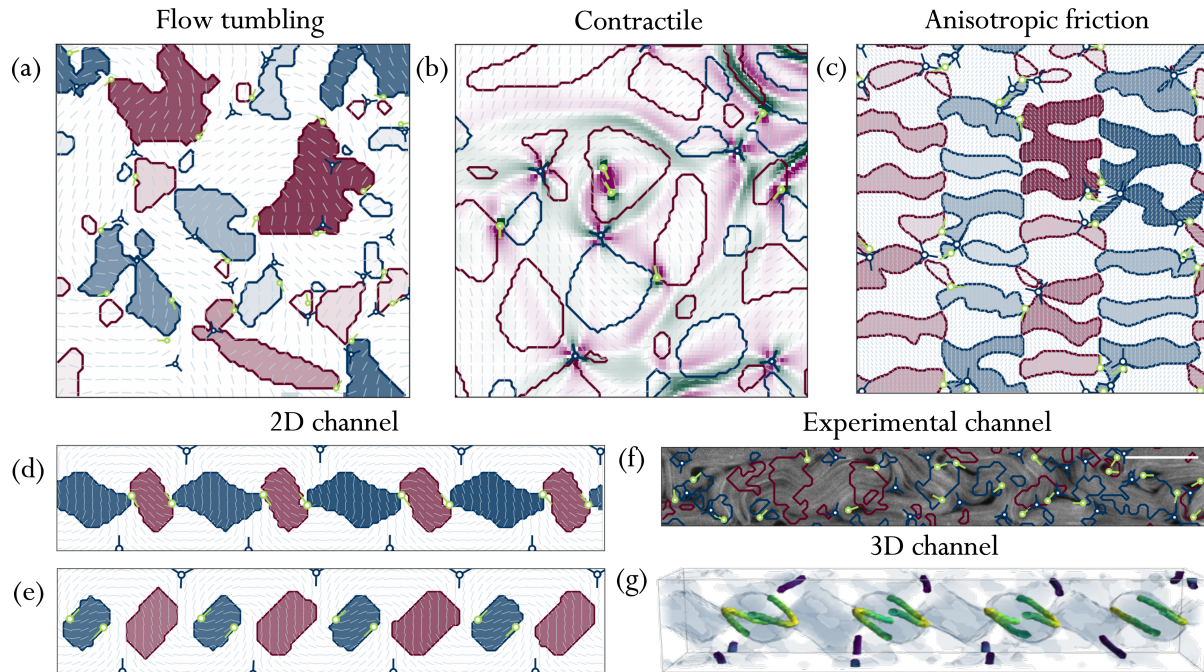 Flow tumbling
Contractile
Anisotropic friction
(a)
(b)
(c)
2D channel
Experimental channel
(d)
(f)
3D channel
(e)
(g)